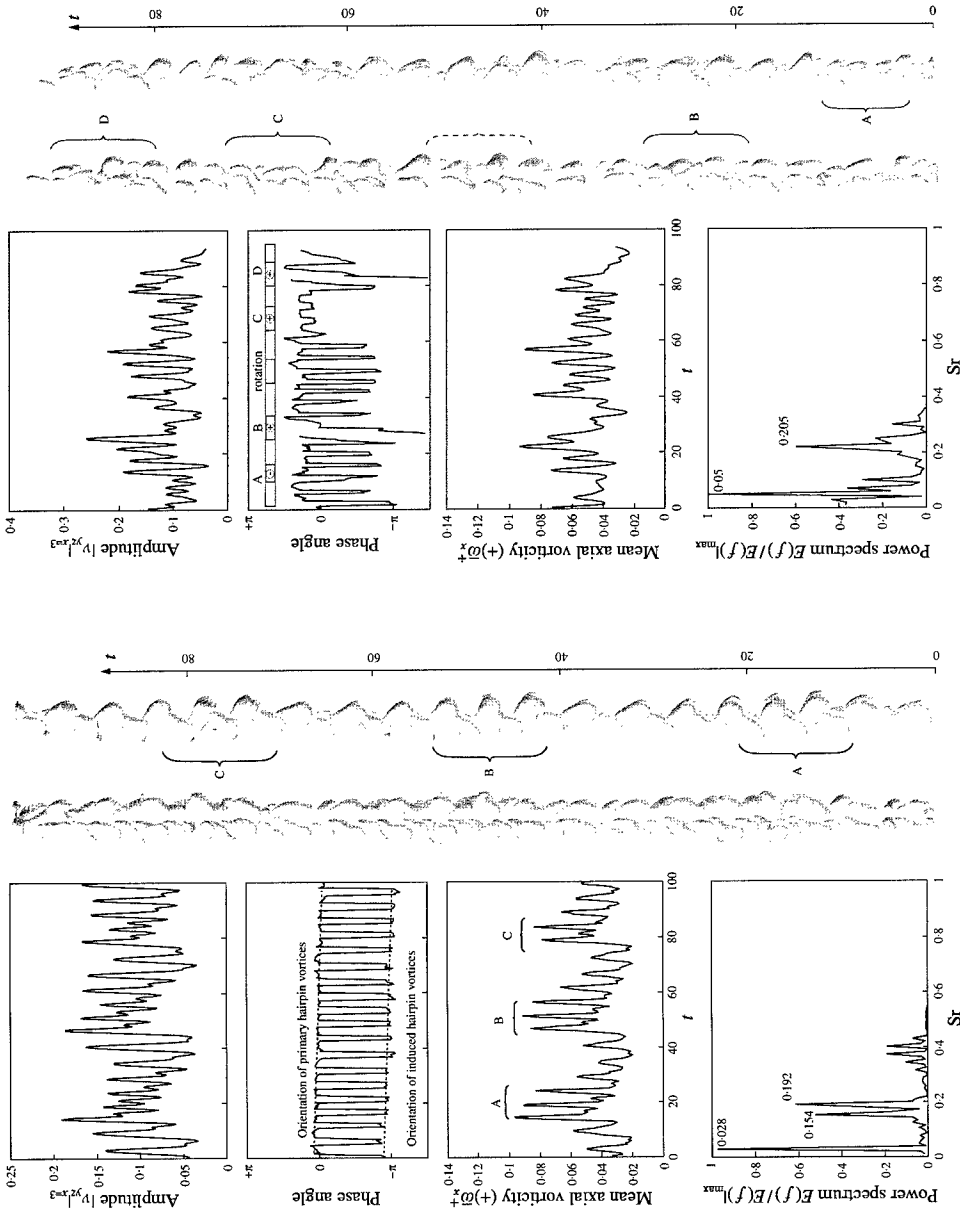 0·25
0·2
0·15
0·1
0·05
Amplitude |v_yz|_x=3
+π
0
−π
Phase angle
Orientation of primary hairpin vortices
Orientation of induced hairpin vortices
0·14
0·12
0·1
0·08
0·06
0·04
0·02
Mean axial vorticity (+) ω̄_x^+
A
B
C
0 20 40 60 80 100
t
1
0·8
0·6
0·4
0·2
0
Power spectrum E(f)/E(f)|_max
0·028
0·154
0·192
0·2 0·4 0·6 0·8 1
Sr
C
B
A
t
80
60
40
20
0
0·4
0·3
0·2
0·1
0
Amplitude |v_yz|_x=3
+π
0
−π
Phase angle
A B rotation C D
+ + + +
0·14
0·12
0·10
0·08
0·06
0·04
0·02
Mean axial vorticity (+) ω̄_x^+
0 20 40 60 80 100
t
1
0·8
0·6
0·4
0·2
0
Power spectrum E(f)/E(f)|_max
0·05
0·205
0·2 0·4 0·6 0·8 1
Sr
D
C
B
A
t
80
60
40
20
0